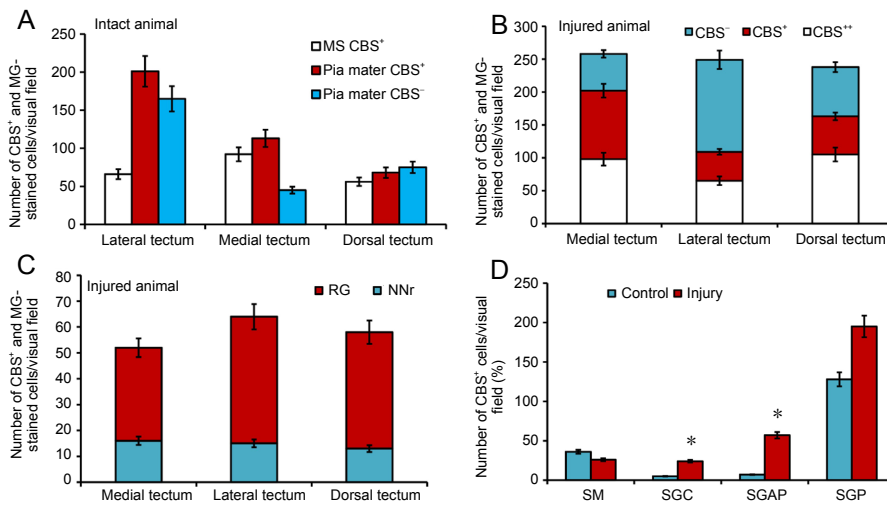 A
Intact animal
Number of CBS⁺ and MG-
stained cells/visual field
250
200
150
100
50
0
MS CBS⁺
Pia mater CBS⁺
Pia mater CBS⁻
Lateral tectum
Medial tectum
Dorsal tectum
B
Injured animal
Number of CBS⁺ and MG-
stained cells/visual field
300
250
200
150
100
50
0
CBS⁻
CBS⁺
CBS⁺⁺
Medial tectum
Lateral tectum
Dorsal tectum
C
Injured animal
Number of CBS⁺ and MG-
stained cells/visual field
80
70
60
50
40
30
20
10
0
RG
NNr
Medial tectum
Lateral tectum
Dorsal tectum
D
Number of CBS⁺ cells/visual
field (%)
250
200
150
100
50
0
Control
Injury
*
*
SM
SGC
SGAP
SGP